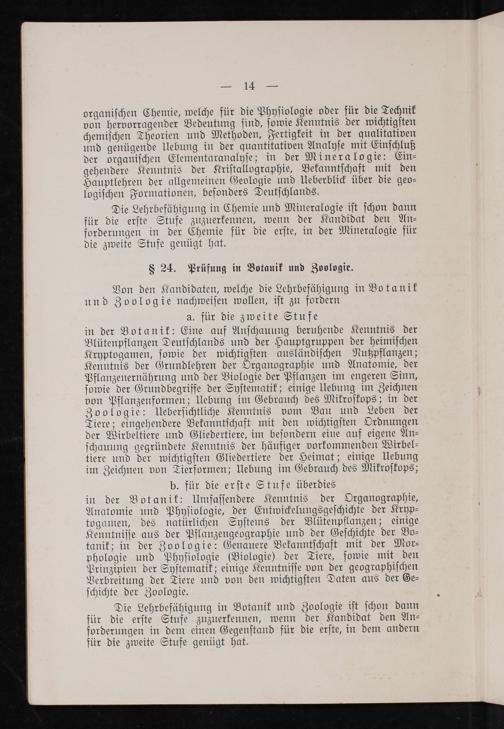 — 14 —
organischen Chemie, welche für die Physiologie oder für die Technik
von hervorragender Bedeutung sind, sowie Kenntnis der wichtigsten
chemischen Theorien und Methoden, Fertigkeit in der qualitativen
und genügende Uebung in der quantitativen Analyse mit Einschluß
der organischen Elementaranalyse; in der Mineralogie: Ein-
gehendere Kenntnis der Kristallographie, Bekanntschaft mit den
Hauptlehren der allgemeinen Geologie und Ueberblick über die geo-
logischen Formationen, besonders Deutschlands.
Die Lehrbefähigung in Chemie und Mineralogie ist schon dann
für die erste Stufe zuzuerkennen, wenn der Kandidat den An-
forderungen in der Chemie für die erste, in der Mineralogie für
die zweite Stufe genügt hat.
§ 24. Prüfung in Botanik und Zoologie.
Von den Kandidaten, welche die Lehrbefähigung in Botanik
und Zoologie nachweisen wollen, ist zu fordern
a. für die zweite Stufe
in der Botanik: Eine auf Anschauung beruhende Kenntnis der
Blütenpflanzen Deutschlands und der Hauptgruppen der heimischen
Kryptogamen, sowie der wichtigsten ausländischen Nutzpflanzen;
Kenntnis der Grundlehren der Organographie und Anatomie, der
Pflanzenernährung und der Biologie der Pflanzen im engeren Sinn,
sowie der Grundbegriffe der Systematik; einige Uebung im Zeichnen
von Pflanzenformen; Uebung im Gebrauch des Mikroskops; in der
Zoologie: Uebersichtliche Kenntnis vom Bau und Leben der
Tiere; eingehendere Bekanntschaft mit den wichtigsten Ordnungen
der Wirbeltiere und Gliedertiere, im besondern eine auf eigene An-
schauung gegründete Kenntnis der häufiger vorkommenden Wirbel-
tiere und der wichtigsten Gliedertiere der Heimat; einige Uebung
im Zeichnen von Tierformen; Uebung im Gebrauch des Mikroskops;
b. für die erste Stufe überdies
in der Botanik: Umfassendere Kenntnis der Organographie,
Anatomie und Physiologie, der Entwickelungsgeschichte der Kryp-
togamen, des natürlichen Systems der Blütenpflanzen; einige
Kenntnisse aus der Pflanzengeographie und der Geschichte der Bo-
tanik; in der Zoologie: Genauere Bekanntschaft mit der Mor-
phologie und Physiologie (Biologie) der Tiere, sowie mit den
Prinzipien der Systematik; einige Kenntnisse von der geographischen
Verbreitung der Tiere und von den wichtigsten Daten aus der Ge-
schichte der Zoologie.
Die Lehrbefähigung in Botanik und Zoologie ist schon dann
für die erste Stufe zuzuerkennen, wenn der Kandidat den An-
forderungen in dem einen Gegenstand für die erste, in dem andern
für die zweite Stufe genügt hat.